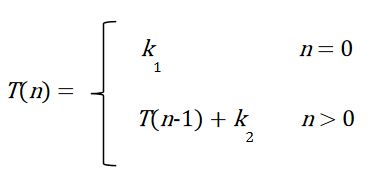 k₁ n = 0
T(n) =
T(n-1) + k₂ n > 0